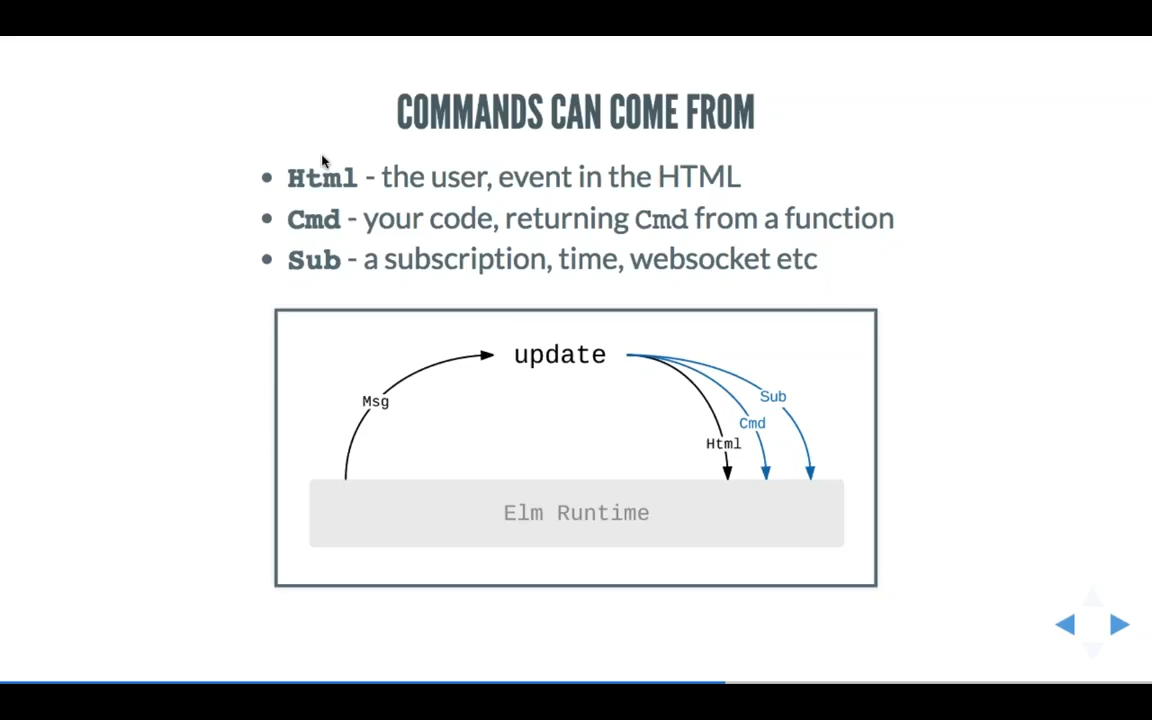 COMMANDS CAN COME FROM
Html - the user, event in the HTML
Cmd - your code, returning Cmd from a function
Sub - a subscription, time, websocket etc
update
Msg
Sub
Cmd
Html
Elm Runtime